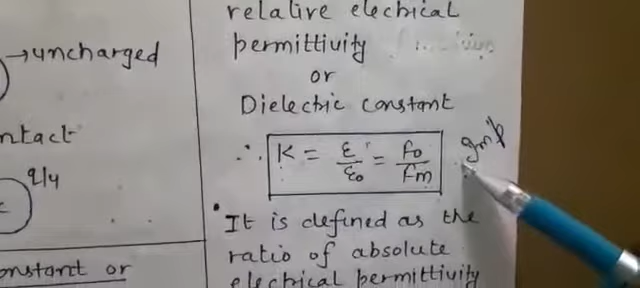 →uncharged
ntact
q/4
onstant or
relative electrical
permittivity
or
Dielectric constant
∴ K = ε/ε₀ = F₀/Fm
Imp
• It is defined as the
ratio of absolute
electrical permittivity